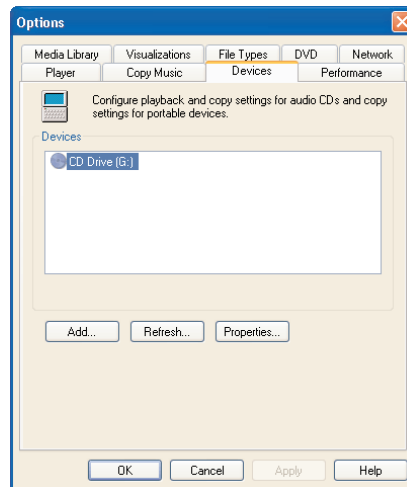 Options
Media Library Visualizations File Types DVD Network
Player Copy Music Devices Performance
Configure playback and copy settings for audio CDs and copy
settings for portable devices.
Devices
CD Drive (G:)
Add... Refresh... Properties...
OK Cancel Apply Help